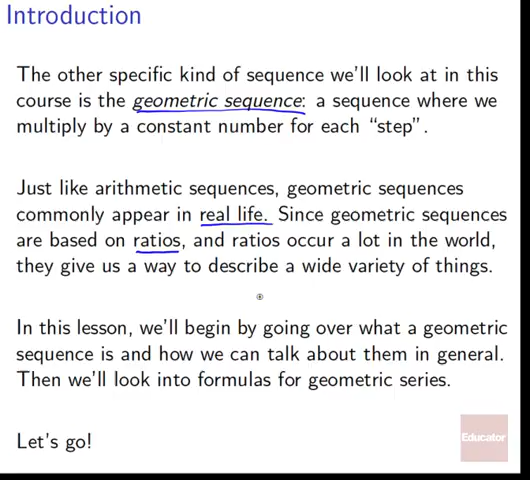 Introduction
The other specific kind of sequence we'll look at in this
course is the geometric sequence: a sequence where we
multiply by a constant number for each “step”.
Just like arithmetic sequences, geometric sequences
commonly appear in real life. Since geometric sequences
are based on ratios, and ratios occur a lot in the world,
they give us a way to describe a wide variety of things.
In this lesson, we'll begin by going over what a geometric
sequence is and how we can talk about them in general.
Then we'll look into formulas for geometric series.
Let's go!
Educator